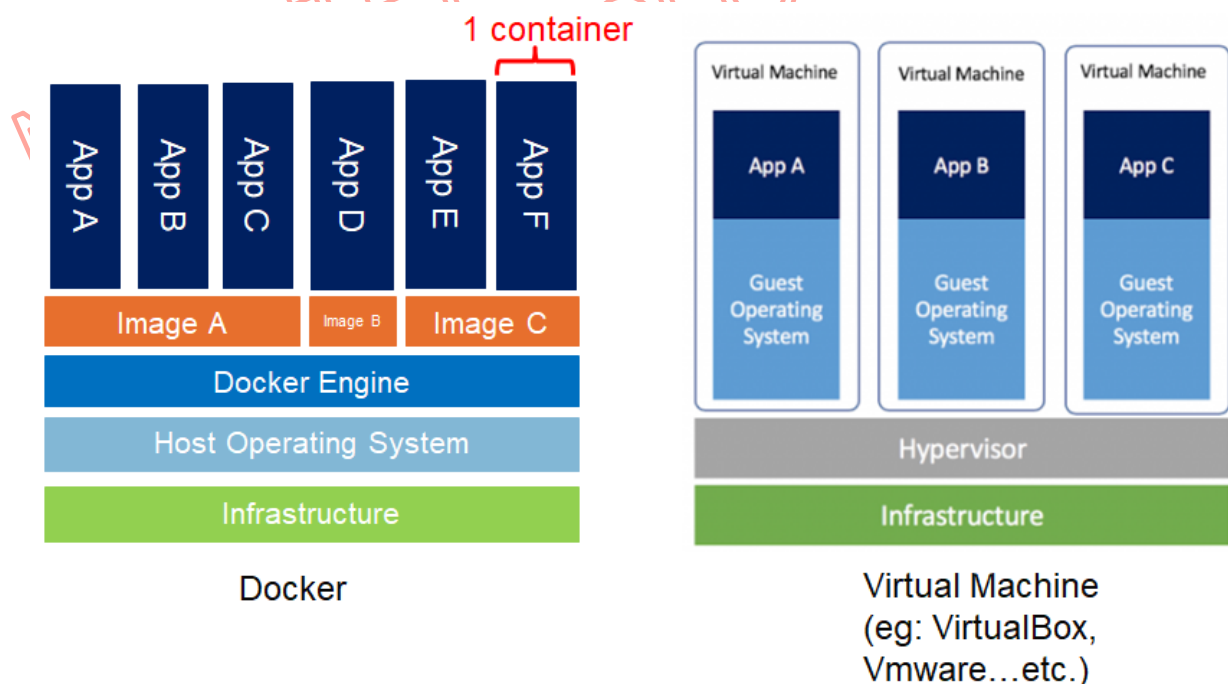 1 container
App A
App B
App C
App D
App E
App F
Image A
Image B
Image C
Docker Engine
Host Operating System
Infrastructure
Docker
Virtual Machine
App A
Guest
Operating
System
Virtual Machine
App B
Guest
Operating
System
Virtual Machine
App C
Guest
Operating
System
Hypervisor
Infrastructure
Virtual Machine
(eg: VirtualBox,
Vmware...etc.)